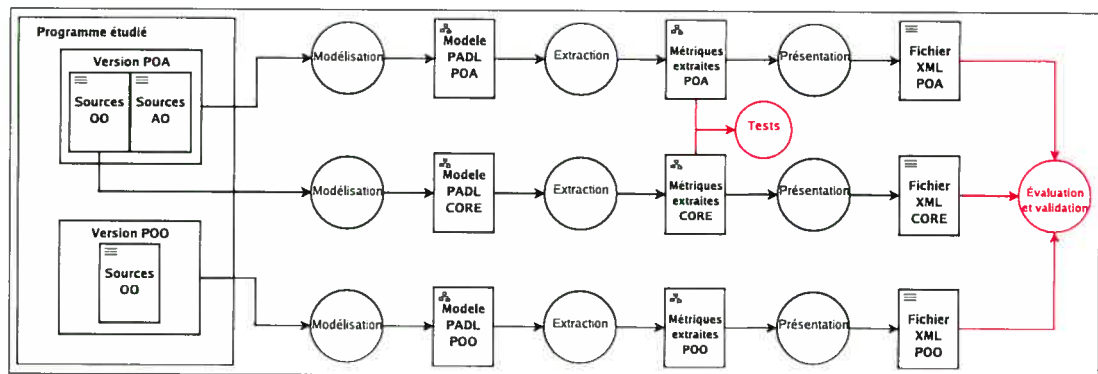 Programme étudié
Version POA
Sources
OO
Sources
AO
Modélisation
Modele
PADL
POA
Extraction
Métriques
extraites
POA
Présentation
Fichier
XML
POA
Tests
Modélisation
Modele
PADL
CORE
Extraction
Métriques
extraites
CORE
Présentation
Fichier
XML
CORE
Évaluation
et validation
Version POO
Sources
OO
Modélisation
Modele
PADL
POO
Extraction
Métriques
extraites
POO
Présentation
Fichier
XML
POO